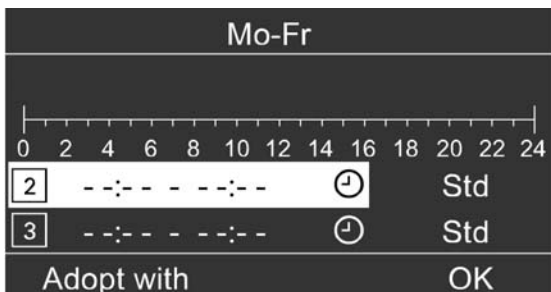 Mo-Fr
0 2 4 6 8 10 12 14 16 18 20 22 24
2 --:-- - --:-- Std
3 --:-- - --:-- Std
Adopt with OK